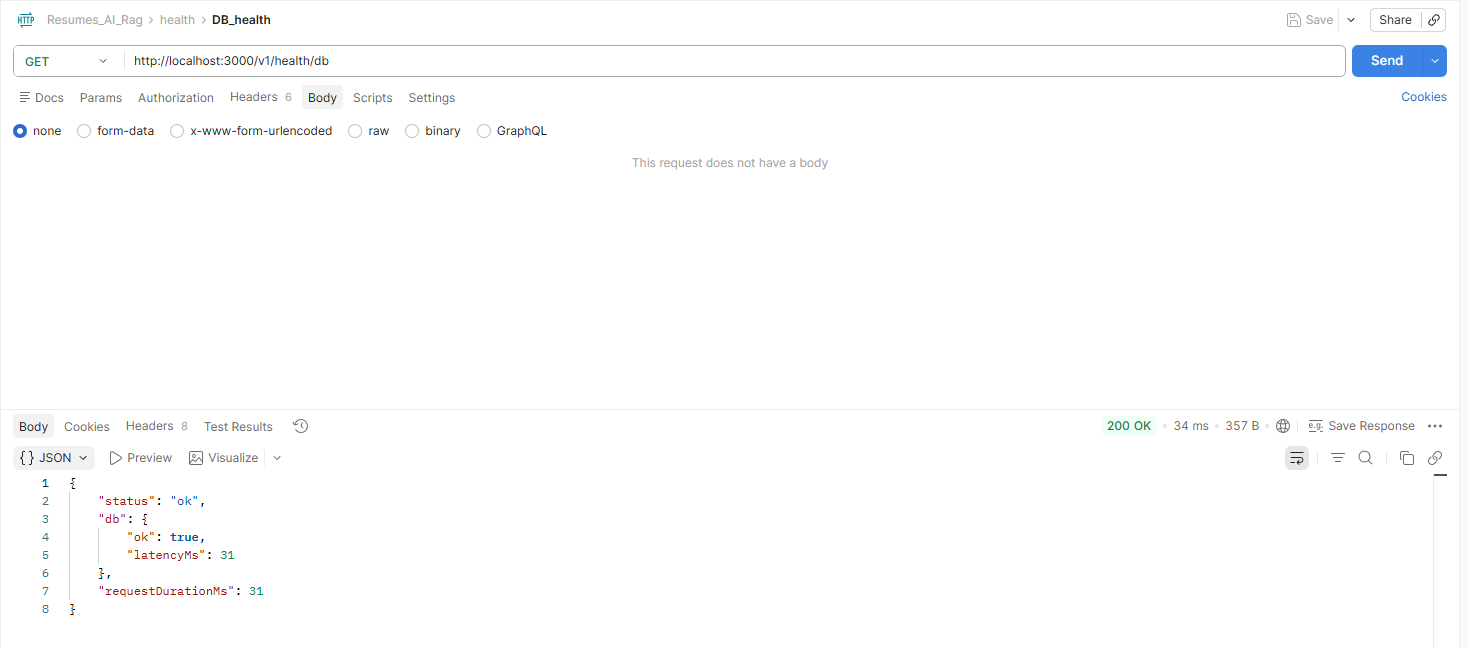 HTTP Resumes_AI_Rag > health > DB_health Save Share
GET http://localhost:3000/v1/health/db Send
Docs Params Authorization Headers 6 Body Scripts Settings Cookies
none form-data x-www-form-urlencoded raw binary GraphQL
This request does not have a body
Body Cookies Headers 8 Test Results 200 OK • 34 ms • 357 B • e.g. Save Response
{} JSON Preview Visualize
1 {
2 "status": "ok",
3 "db": {
4 "ok": true,
5 "latencyMs": 31
6 },
7 "requestDurationMs": 31
8 }